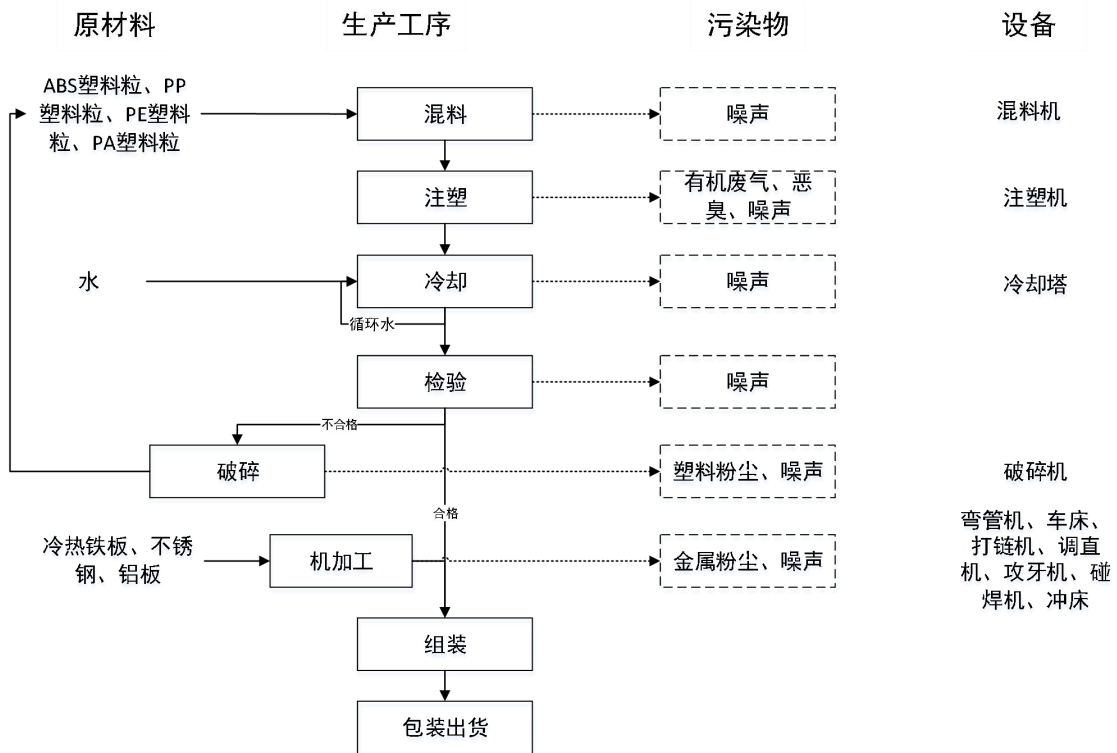 原材料
生产工序
污染物
设备
ABS塑料粒、PP
塑料粒、PE塑料
粒、PA塑料粒
混料
噪声
混料机
注塑
有机废气、恶
臭、噪声
注塑机
水
冷却
噪声
冷却塔
循环水
检验
噪声
不合格
破碎
塑料粉尘、噪声
破碎机
合格
冷热铁板、不锈
钢、铝板
机加工
金属粉尘、噪声
弯管机、车床、
打链机、调直
机、攻牙机、碰
焊机、冲床
组装
包装出货